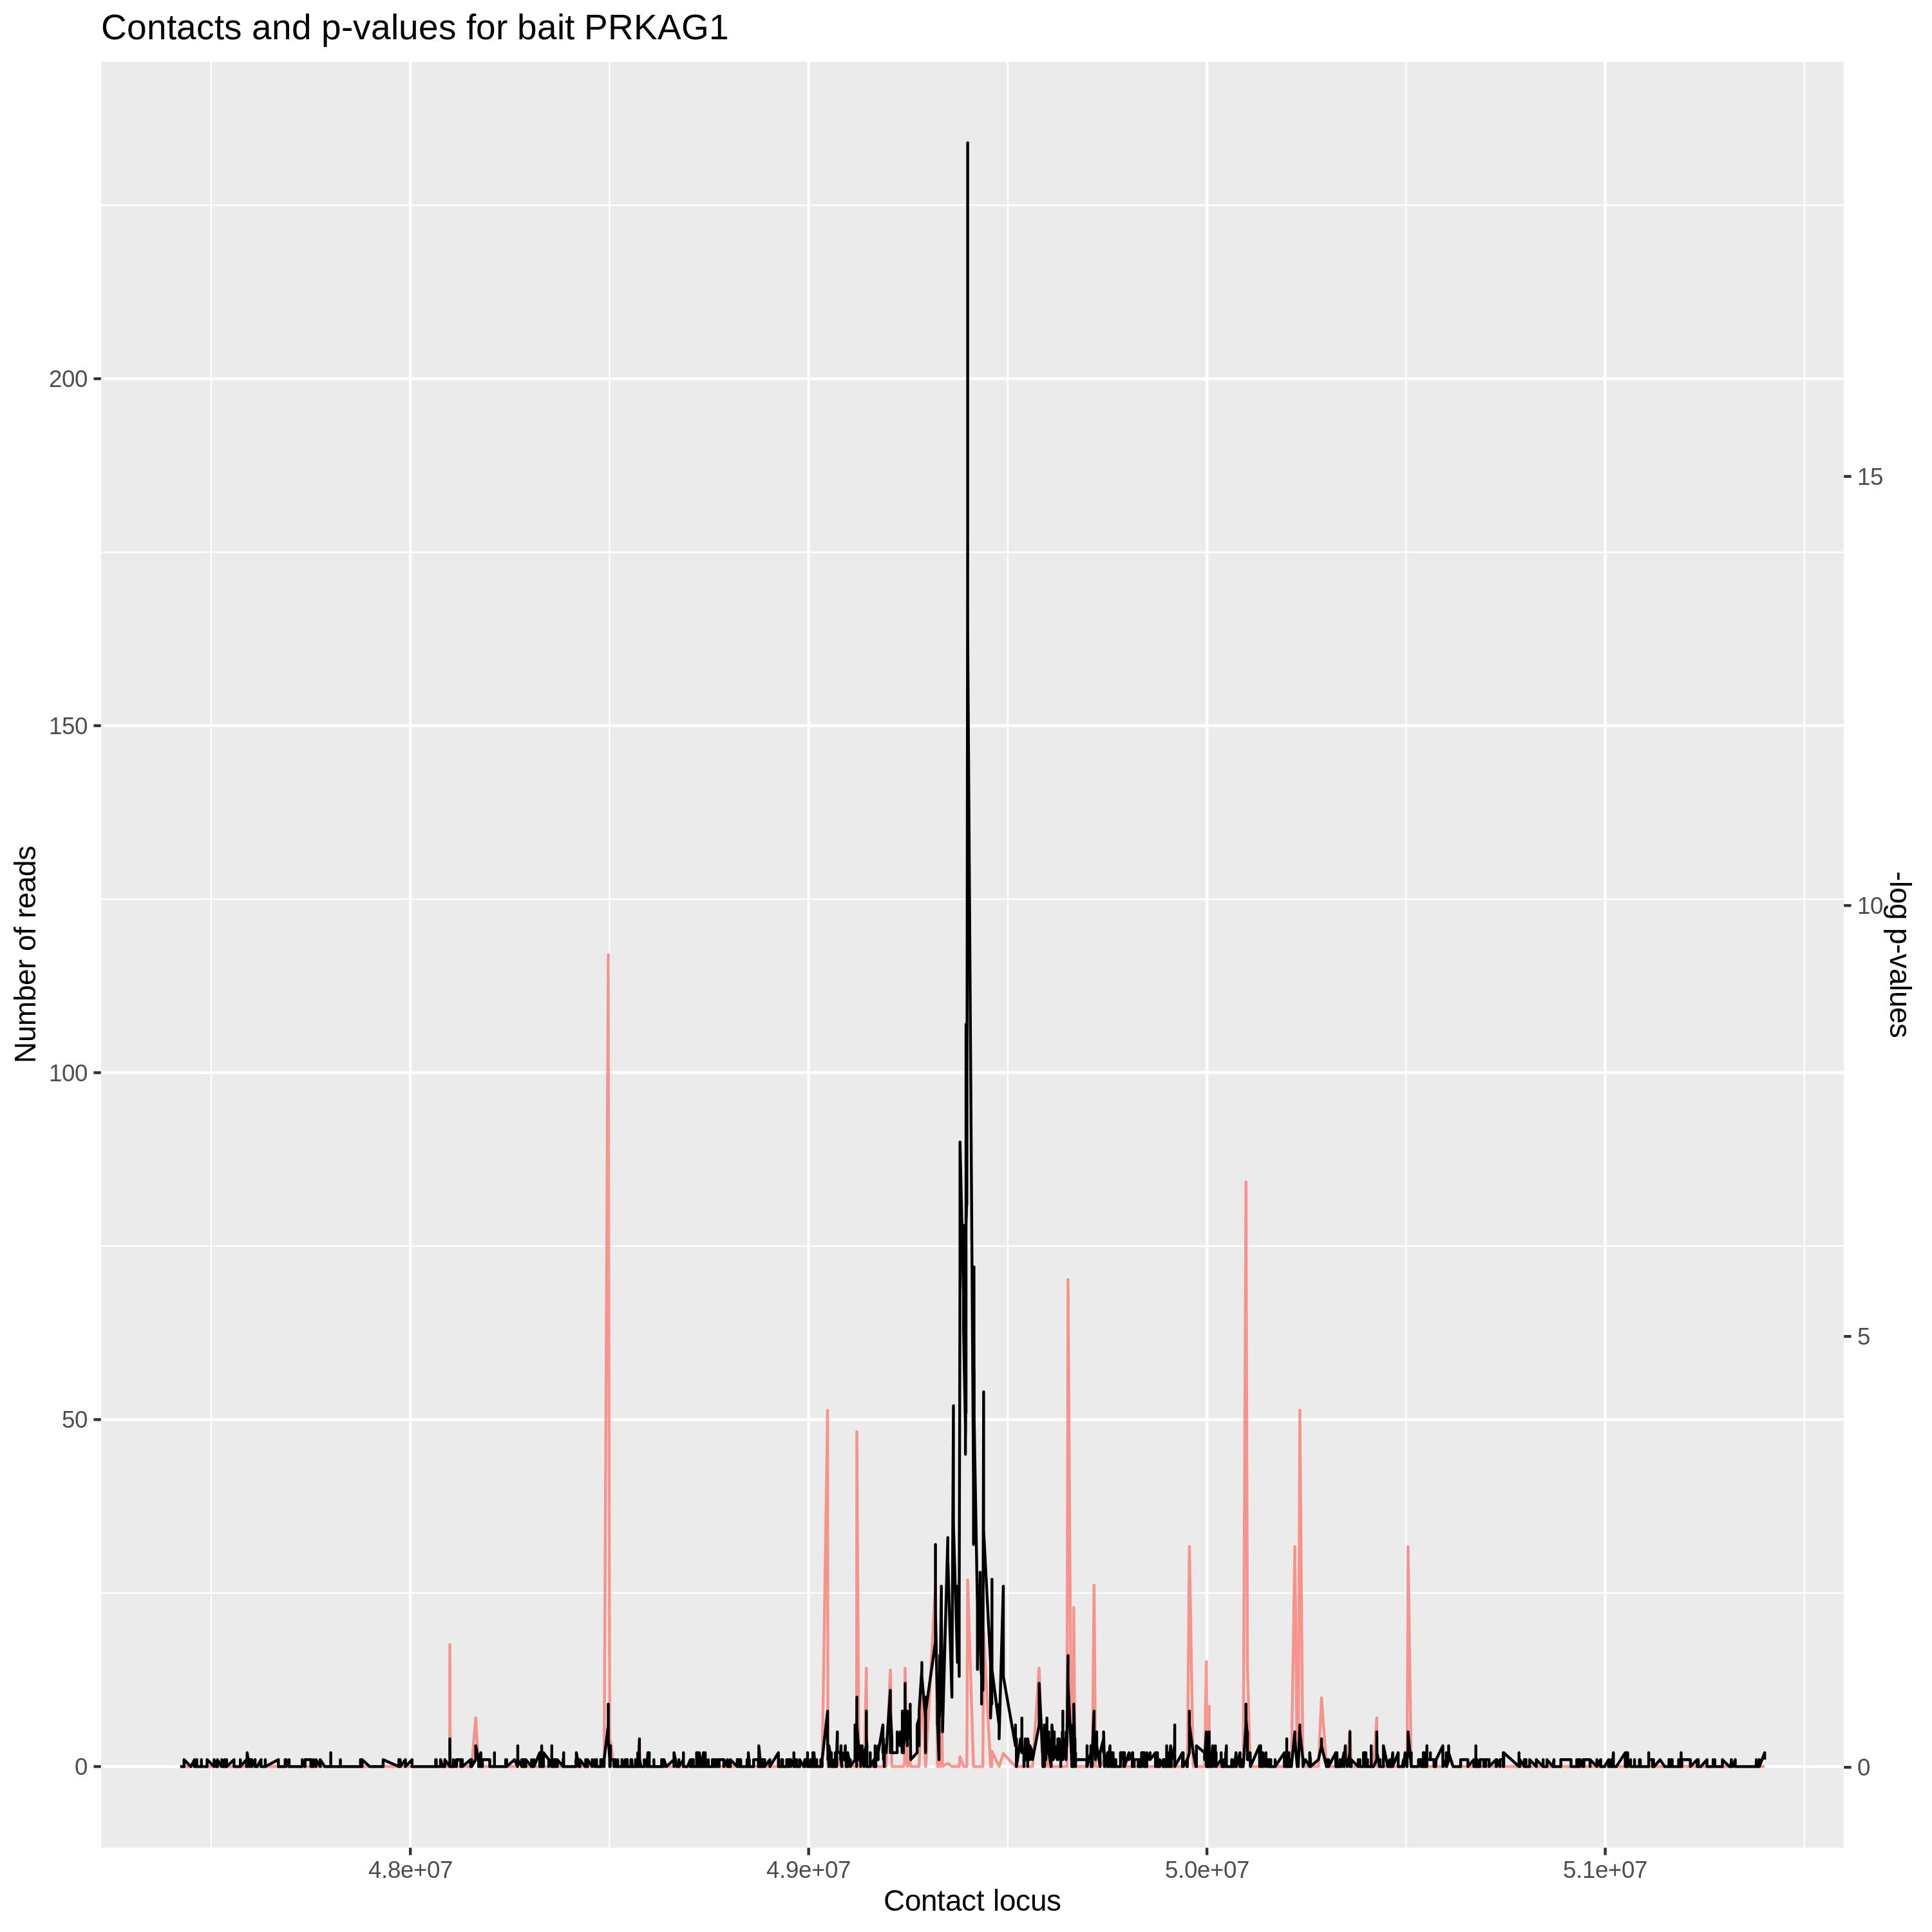 Contacts and p-values for bait PRKAG1
Number of reads
200
150
100
50
0
15
10
5
0
-log p-values
4.8e+07
4.9e+07
5.0e+07
5.1e+07
Contact locus